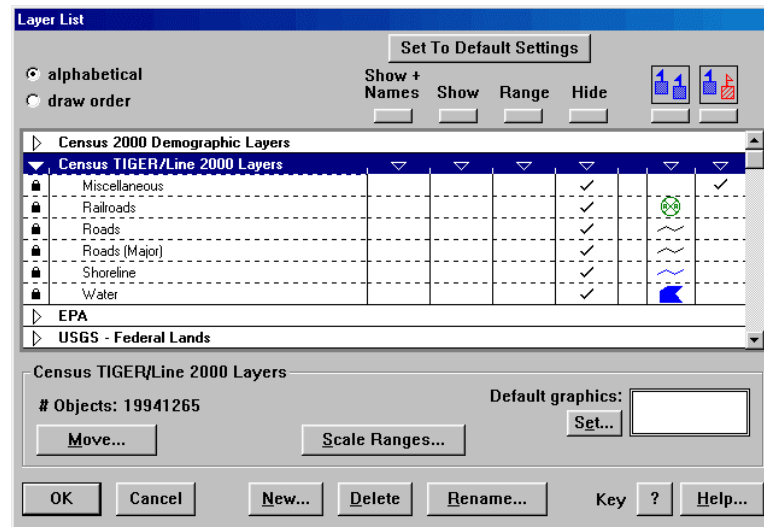 Layer List
Set To Default Settings
alphabetical
draw order
Show + Names Show Range Hide
Census 2000 Demographic Layers
Census TIGER/Line 2000 Layers
Miscellaneous
Railroads
Roads
Roads (Major)
Shoreline
Water
EPA
USGS - Federal Lands
Census TIGER/Line 2000 Layers
# Objects: 19941265
Default graphics:
Move...
Scale Ranges...
Set...
OK Cancel New... Delete Rename... Key ? Help...